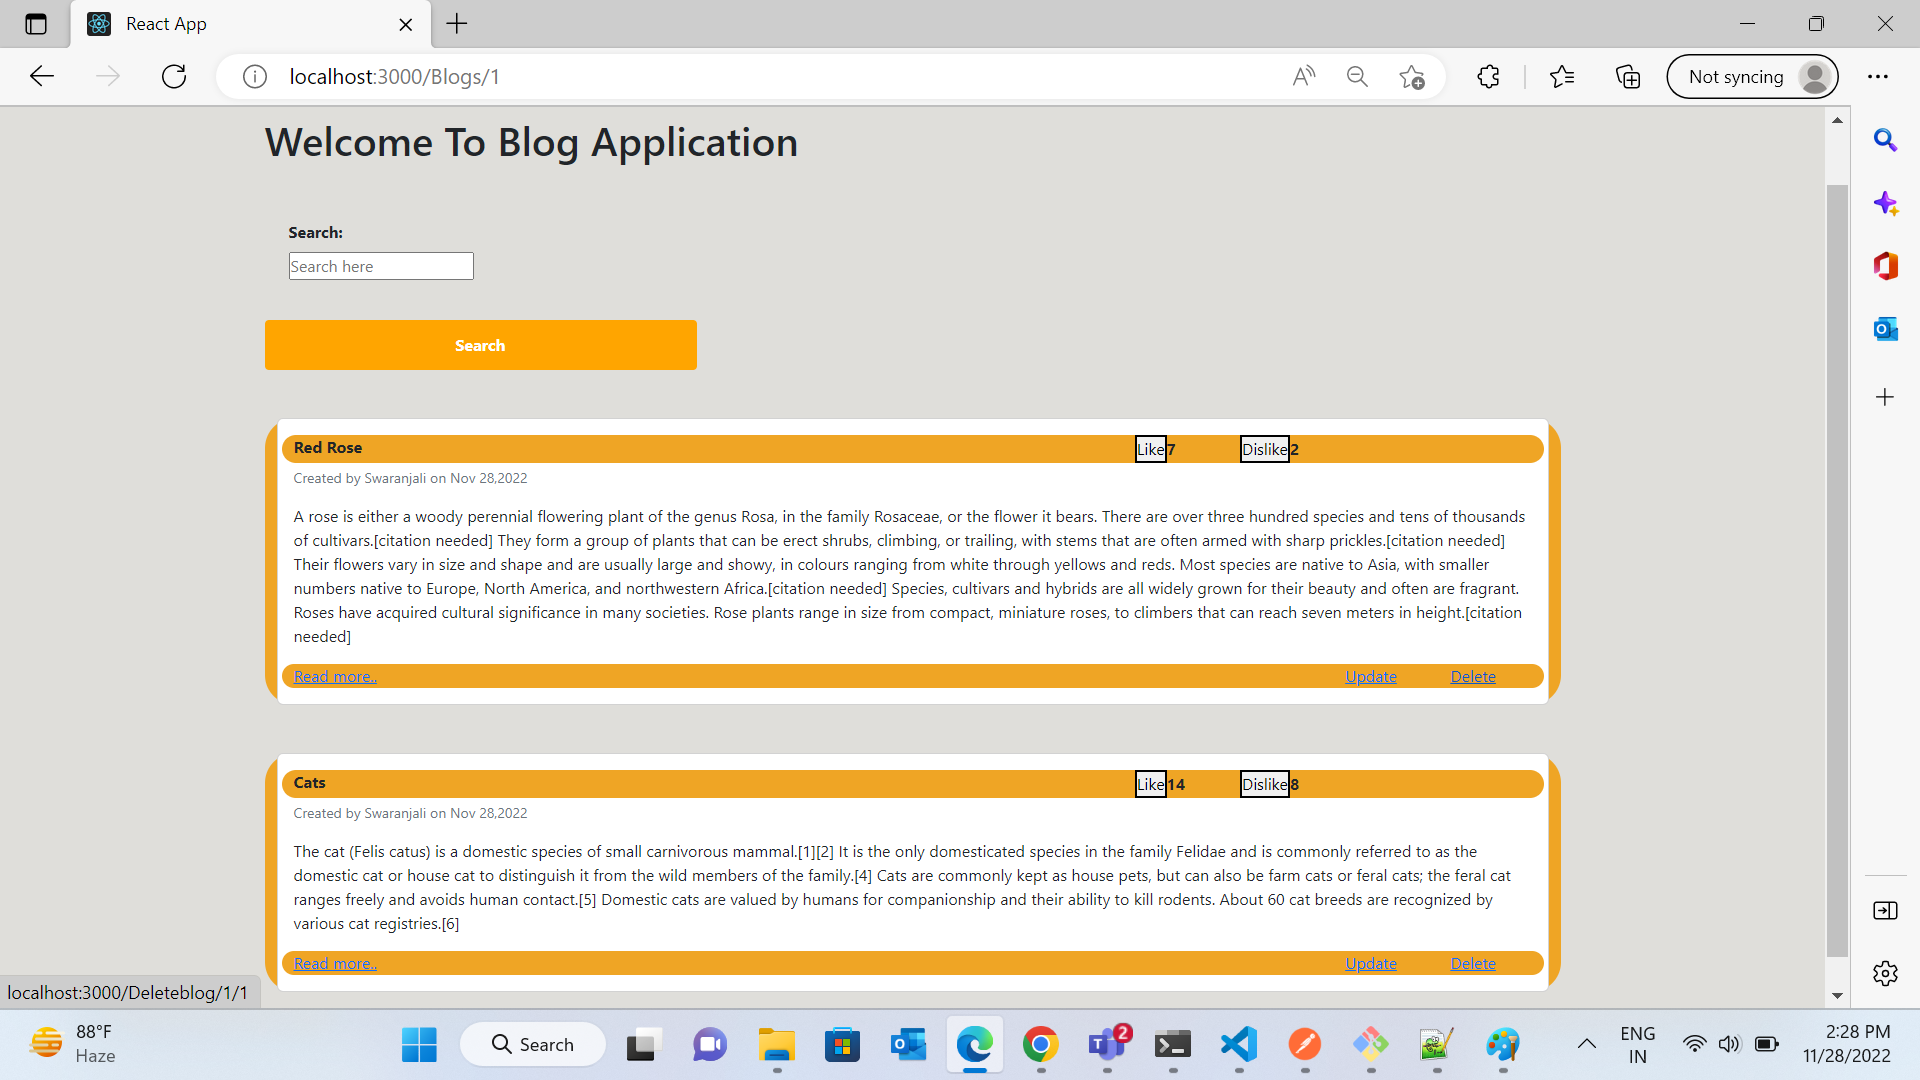 React App
localhost:3000/Blogs/1
Not syncing
Welcome To Blog Application
Search:
Search here
Search
Red Rose Like 7 Dislike 2
Created by Swaranjali on Nov 28,2022
A rose is either a woody perennial flowering plant of the genus Rosa, in the family Rosaceae, or the flower it bears. There are over three hundred species and tens of thousands
of cultivars.[citation needed] They form a group of plants that can be erect shrubs, climbing, or trailing, with stems that are often armed with sharp prickles.[citation needed]
Their flowers vary in size and shape and are usually large and showy, in colours ranging from white through yellows and reds. Most species are native to Asia, with smaller
numbers native to Europe, North America, and northwestern Africa.[citation needed] Species, cultivars and hybrids are all widely grown for their beauty and often are fragrant.
Roses have acquired cultural significance in many societies. Rose plants range in size from compact, miniature roses, to climbers that can reach seven meters in height.[citation
needed]
Read more.. Update Delete
Cats Like 14 Dislike 8
Created by Swaranjali on Nov 28,2022
The cat (Felis catus) is a domestic species of small carnivorous mammal.[1][2] It is the only domesticated species in the family Felidae and is commonly referred to as the
domestic cat or house cat to distinguish it from the wild members of the family.[4] Cats are commonly kept as house pets, but can also be farm cats or feral cats; the feral cat
ranges freely and avoids human contact.[5] Domestic cats are valued by humans for companionship and their ability to kill rodents. About 60 cat breeds are recognized by
various cat registries.[6]
Read more.. Update Delete
localhost:3000/Deleteblog/1/1
88°F
Haze
Search
2
ENG
IN
2:28 PM
11/28/2022